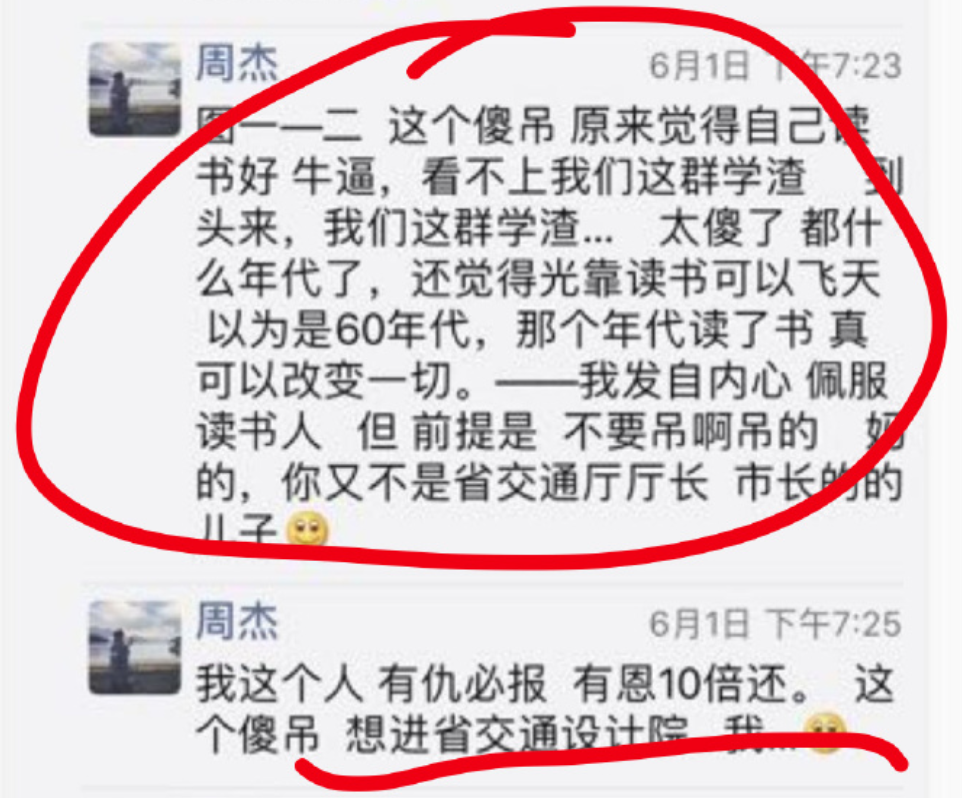 周杰
6月1日 下午7:23
图一一二 这个傻吊 原来觉得自己读
书好 牛逼，看不上我们这群学渣 到
头来，我们这群学渣... 太傻了 都什
么年代了，还觉得光靠读书可以飞天
以为是60年代，那个年代读了书 真
可以改变一切。——我发自内心 佩服
读书人 但 前提是 不要吊啊吊的 妈
的，你又不是省交通厅厅长 市长的的
儿子
周杰
6月1日 下午7:25
我这个人 有仇必报 有恩10倍还。 这
个傻吊 想进省交通设计院 我...